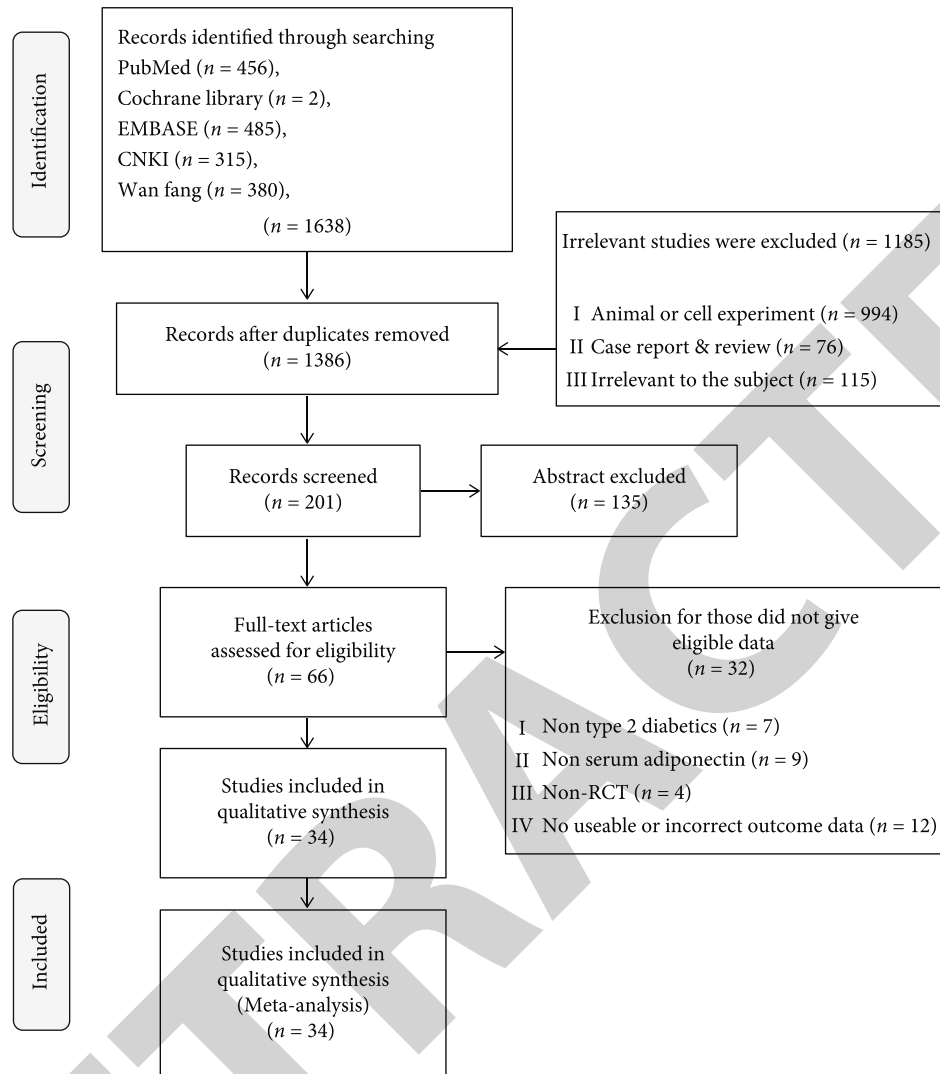 Identification
Records identified through searching
PubMed (n = 456),
Cochrane library (n = 2),
EMBASE (n = 485),
CNKI (n = 315),
Wan fang (n = 380),
(n = 1638)
Irrelevant studies were excluded (n = 1185)
I Animal or cell experiment (n = 994)
II Case report & review (n = 76)
III Irrelevant to the subject (n = 115)
Screening
Records after duplicates removed
(n = 1386)
Records screened
(n = 201)
Abstract excluded
(n = 135)
Eligibility
Full-text articles
assessed for eligibility
(n = 66)
Exclusion for those did not give
eligible data
(n = 32)
I Non type 2 diabetics (n = 7)
II Non serum adiponectin (n = 9)
III Non-RCT (n = 4)
IV No useable or incorrect outcome data (n = 12)
Studies included in
qualitative synthesis
(n = 34)
Included
Studies included in
qualitative synthesis
(Meta-analysis)
(n = 34)
TRACT